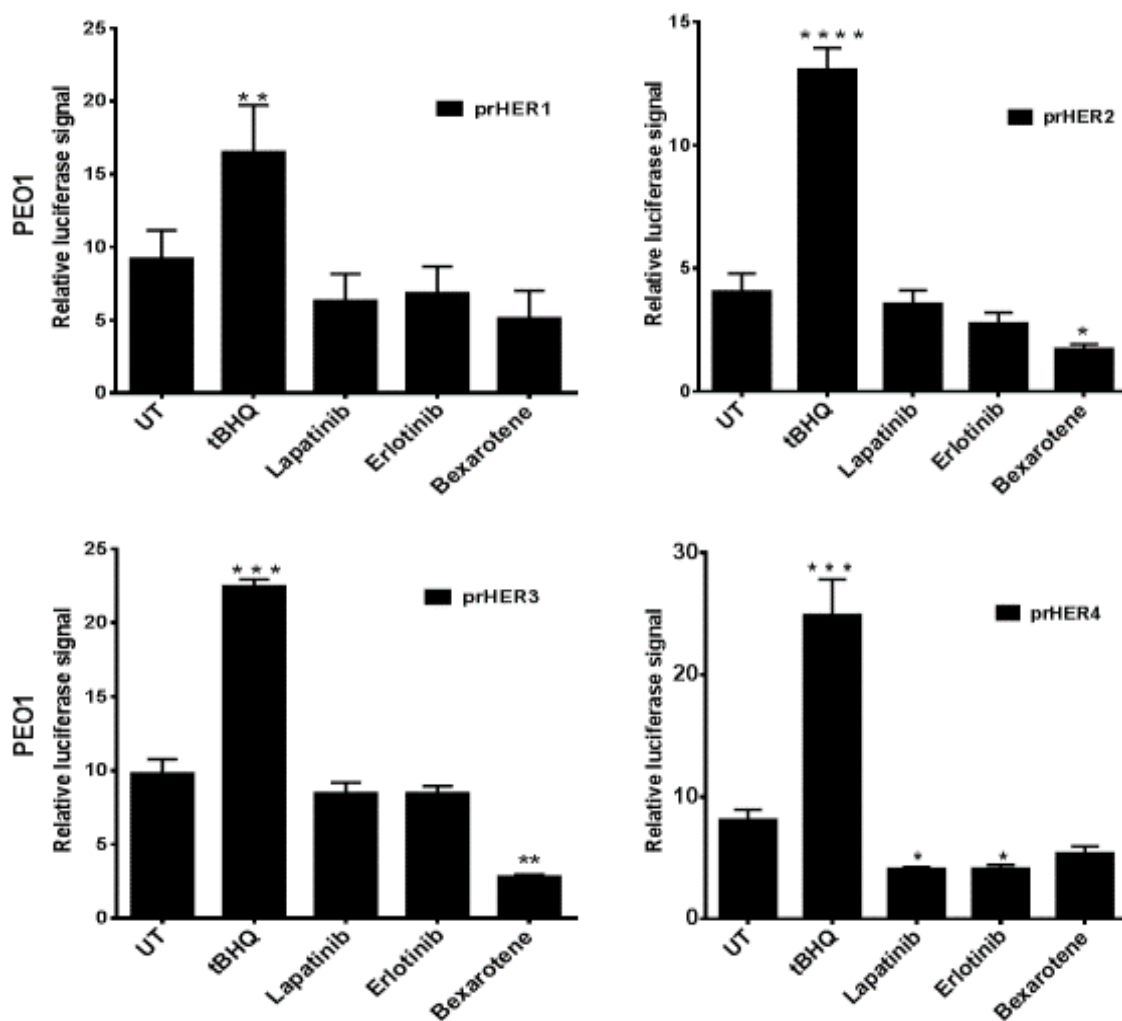 PEO1
Relative luciferase signal
25
20
15
10
5
0
* *
prHER1
UT
tBHQ
Lapatinib
Erlotinib
Bexarotene
Relative luciferase signal
15
10
5
0
* * * *
prHER2
*
UT
tBHQ
Lapatinib
Erlotinib
Bexarotene
PEO1
Relative luciferase signal
25
20
15
10
5
0
* * *
prHER3
**
UT
tBHQ
Lapatinib
Erlotinib
Bexarotene
Relative luciferase signal
30
20
10
0
* * *
prHER4
*
*
UT
tBHQ
Lapatinib
Erlotinib
Bexarotene